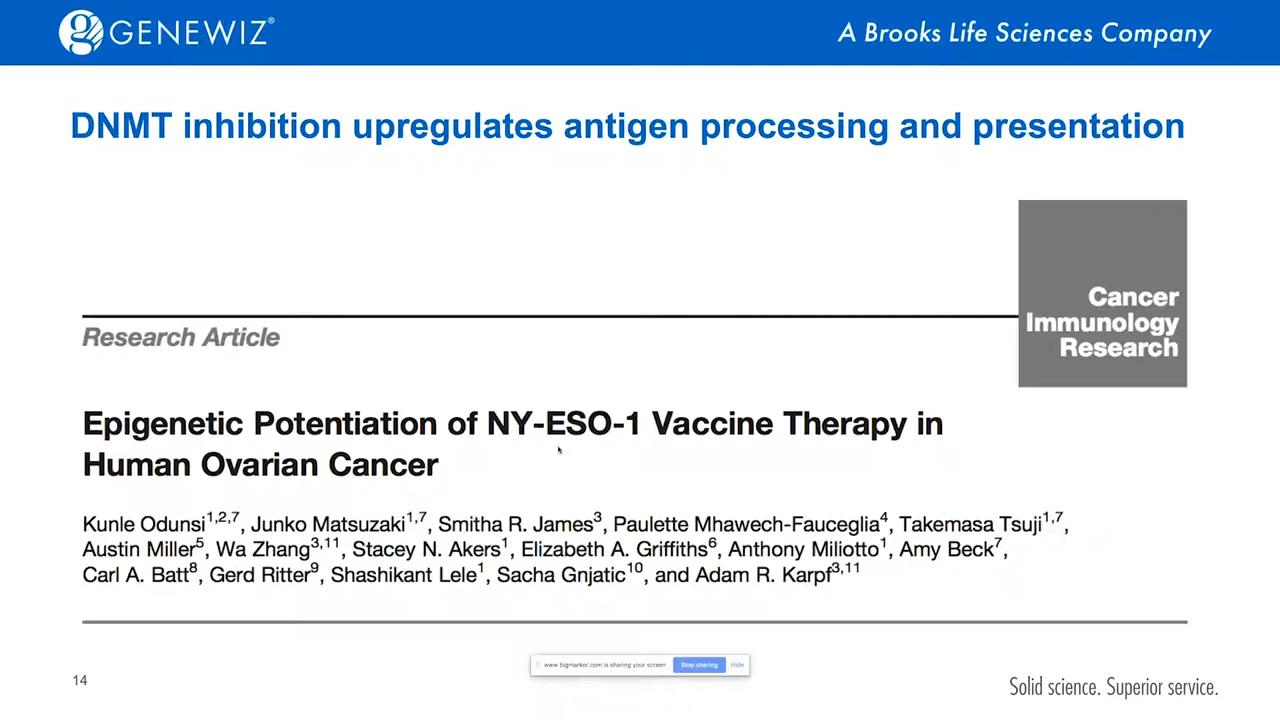 GENEWIZ®
A Brooks Life Sciences Company
DNMT inhibition upregulates antigen processing and presentation
Cancer
Immunology
Research
Research Article
Epigenetic Potentiation of NY-ESO-1 Vaccine Therapy in
Human Ovarian Cancer
Kunle Odunsi1,2,7, Junko Matsuzaki1,7, Smitha R. James3, Paulette Mhawech-Fauceglia4, Takemasa Tsuji1,7,
Austin Miller5, Wa Zhang3,11, Stacey N. Akers1, Elizabeth A. Griffiths6, Anthony Miliotto1, Amy Beck7,
Carl A. Batt8, Gerd Ritter9, Shashikant Lele1, Sacha Gnjatic10, and Adam R. Karpf3,11
www.bigmarker.com is sharing your screen Stop sharing Hide
14
Solid science. Superior service.